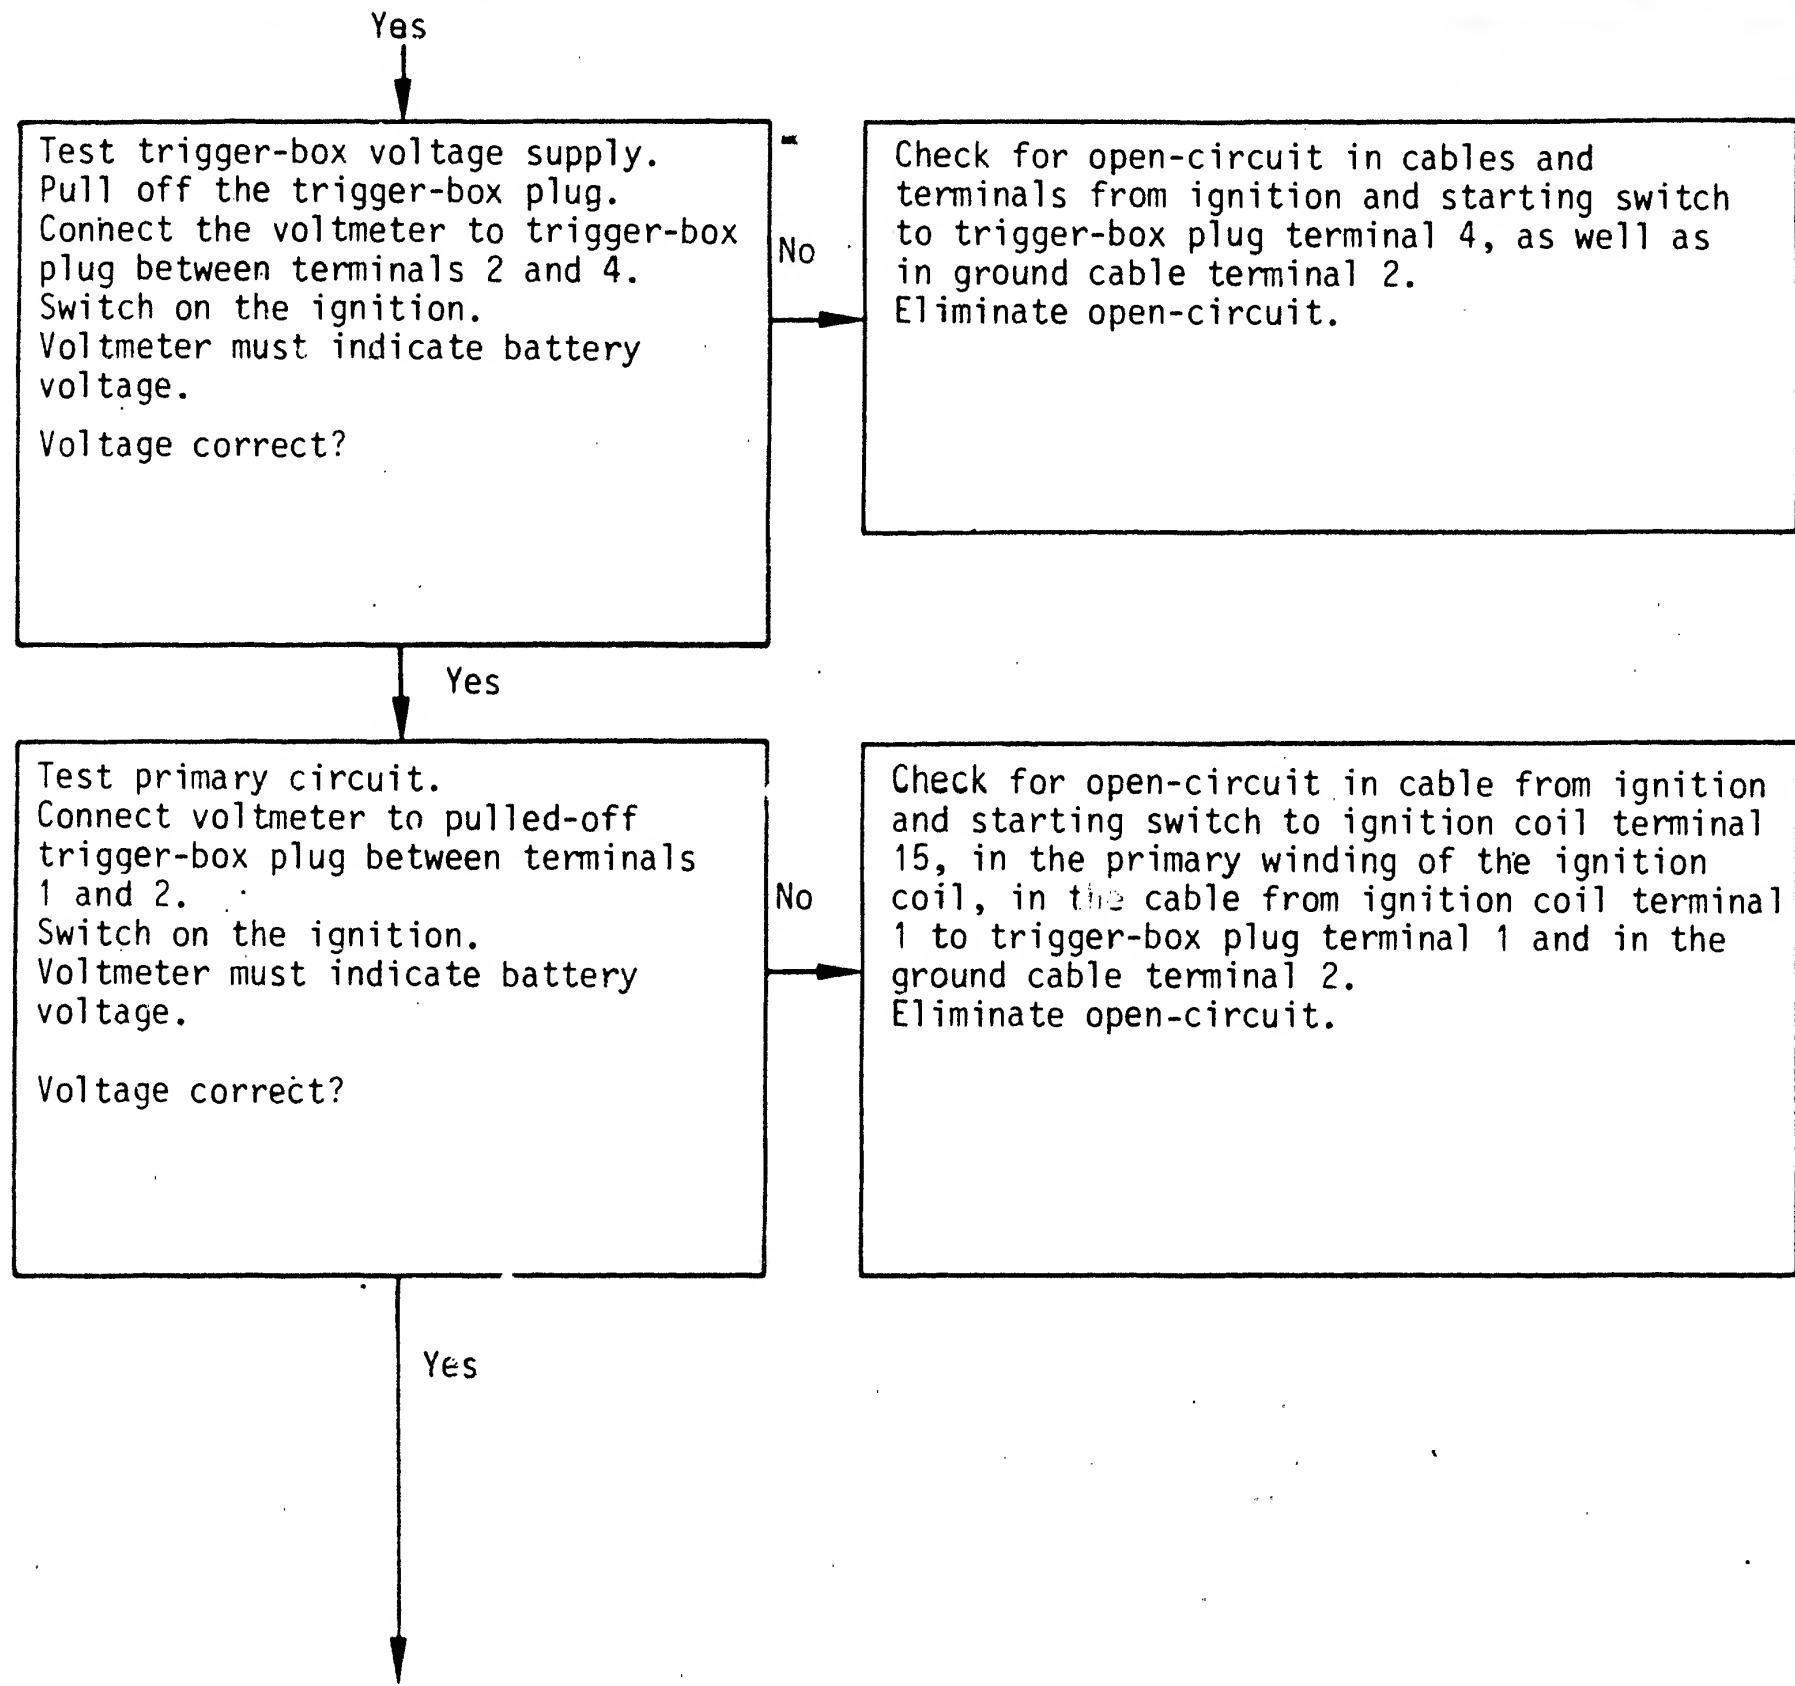 Yes
Test trigger-box voltage supply.
Pull off the trigger-box plug.
Connect the voltmeter to trigger-box
plug between terminals 2 and 4.
Switch on the ignition.
Voltmeter must indicate battery
voltage.
Voltage correct?
No
Check for open-circuit in cables and
terminals from ignition and starting switch
to trigger-box plug terminal 4, as well as
in ground cable terminal 2.
Eliminate open-circuit.
Yes
Test primary circuit.
Connect voltmeter to pulled-off
trigger-box plug between terminals
1 and 2.
Switch on the ignition.
Voltmeter must indicate battery
voltage.
Voltage correct?
No
Check for open-circuit in cable from ignition
and starting switch to ignition coil terminal
15, in the primary winding of the ignition
coil, in the cable from ignition coil terminal
1 to trigger-box plug terminal 1 and in the
ground cable terminal 2.
Eliminate open-circuit.
Yes